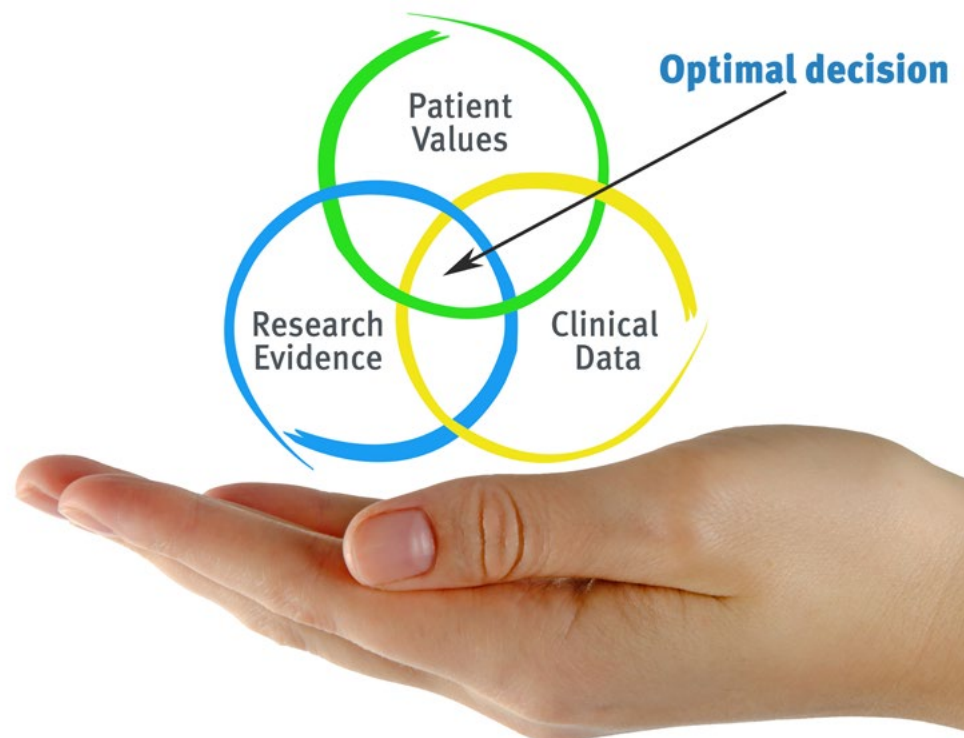 Optimal decision
Patient
Values
Research
Evidence
Clinical
Data